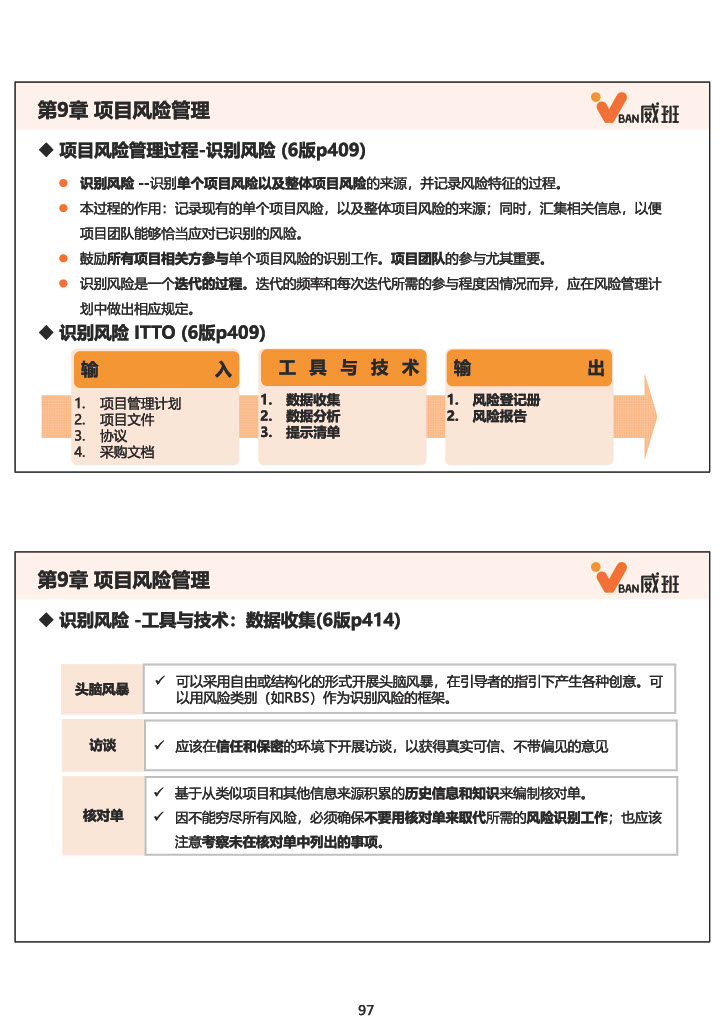 第9章 项目风险管理
VBAN威班
◆ 项目风险管理过程-识别风险 (6版p409)
● 识别风险 --识别单个项目风险以及整体项目风险的来源，并记录风险特征的过程。
● 本过程的作用：记录现有的单个项目风险，以及整体项目风险的来源；同时，汇集相关信息，以便
项目团队能够恰当应对已识别的风险。
● 鼓励所有项目相关方参与单个项目风险的识别工作。项目团队的参与尤其重要。
● 识别风险是一个迭代的过程。迭代的频率和每次迭代所需的参与程度因情况而异，应在风险管理计
划中做出相应规定。
◆ 识别风险 ITTO (6版p409)
输 入
1. 项目管理计划
2. 项目文件
3. 协议
4. 采购文档
工 具 与 技 术
1. 数据收集
2. 数据分析
3. 提示清单
输 出
1. 风险登记册
2. 风险报告
第9章 项目风险管理
VBAN威班
◆ 识别风险 -工具与技术：数据收集(6版p414)
头脑风暴
✓ 可以采用自由或结构化的形式开展头脑风暴，在引导者的指引下产生各种创意。可
以用风险类别（如RBS）作为识别风险的框架。
访谈
✓ 应该在信任和保密的环境下开展访谈，以获得真实可信、不带偏见的意见
核对单
✓ 基于从类似项目和其他信息来源积累的历史信息和知识来编制核对单。
✓ 因不能穷尽所有风险，必须确保不要用核对单来取代所需的风险识别工作；也应该
注意考察未在核对单中列出的事项。
97